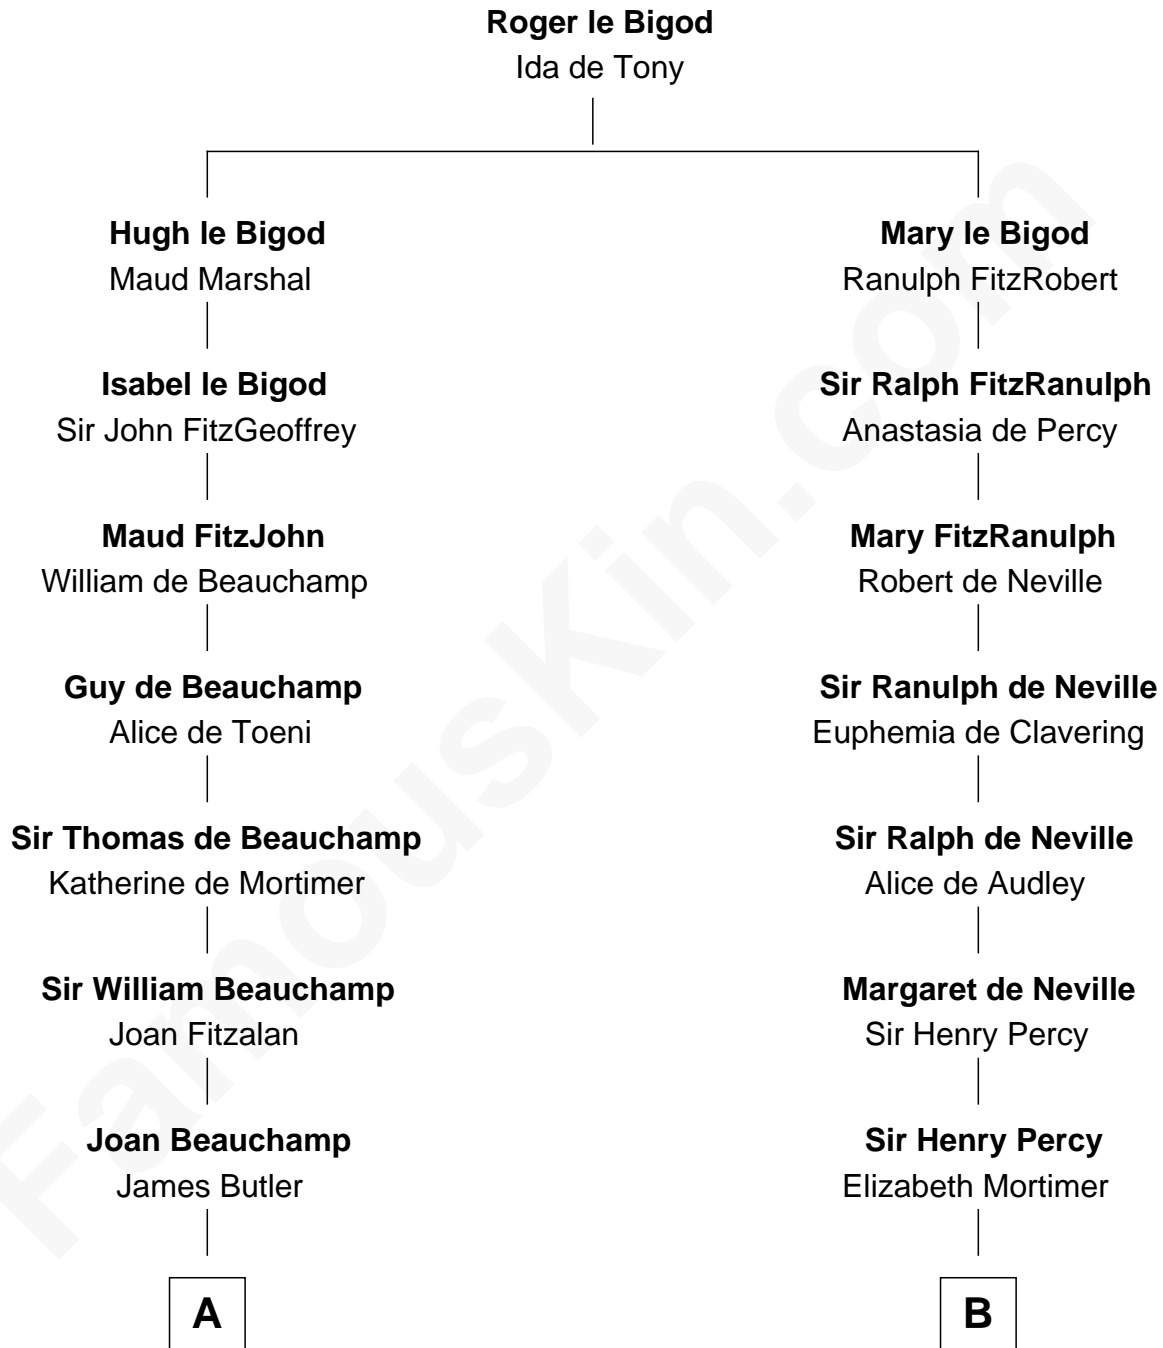 Roger le Bigod
Ida de Tony
Hugh le Bigod
Maud Marshal
Mary le Bigod
Ranulph FitzRobert
Isabel le Bigod
Sir John FitzGeoffrey
Sir Ralph FitzRanulph
Anastasia de Percy
Maud FitzJohn
William de Beauchamp
Mary FitzRanulph
Robert de Neville
Guy de Beauchamp
Alice de Toeni
Sir Ranulph de Neville
Euphemia de Clavering
Sir Thomas de Beauchamp
Katherine de Mortimer
Sir Ralph de Neville
Alice de Audley
Sir William Beauchamp
Joan Fitzalan
Margaret de Neville
Sir Henry Percy
Joan Beauchamp
James Butler
Sir Henry Percy
Elizabeth Mortimer
A
B
FamousKin.com